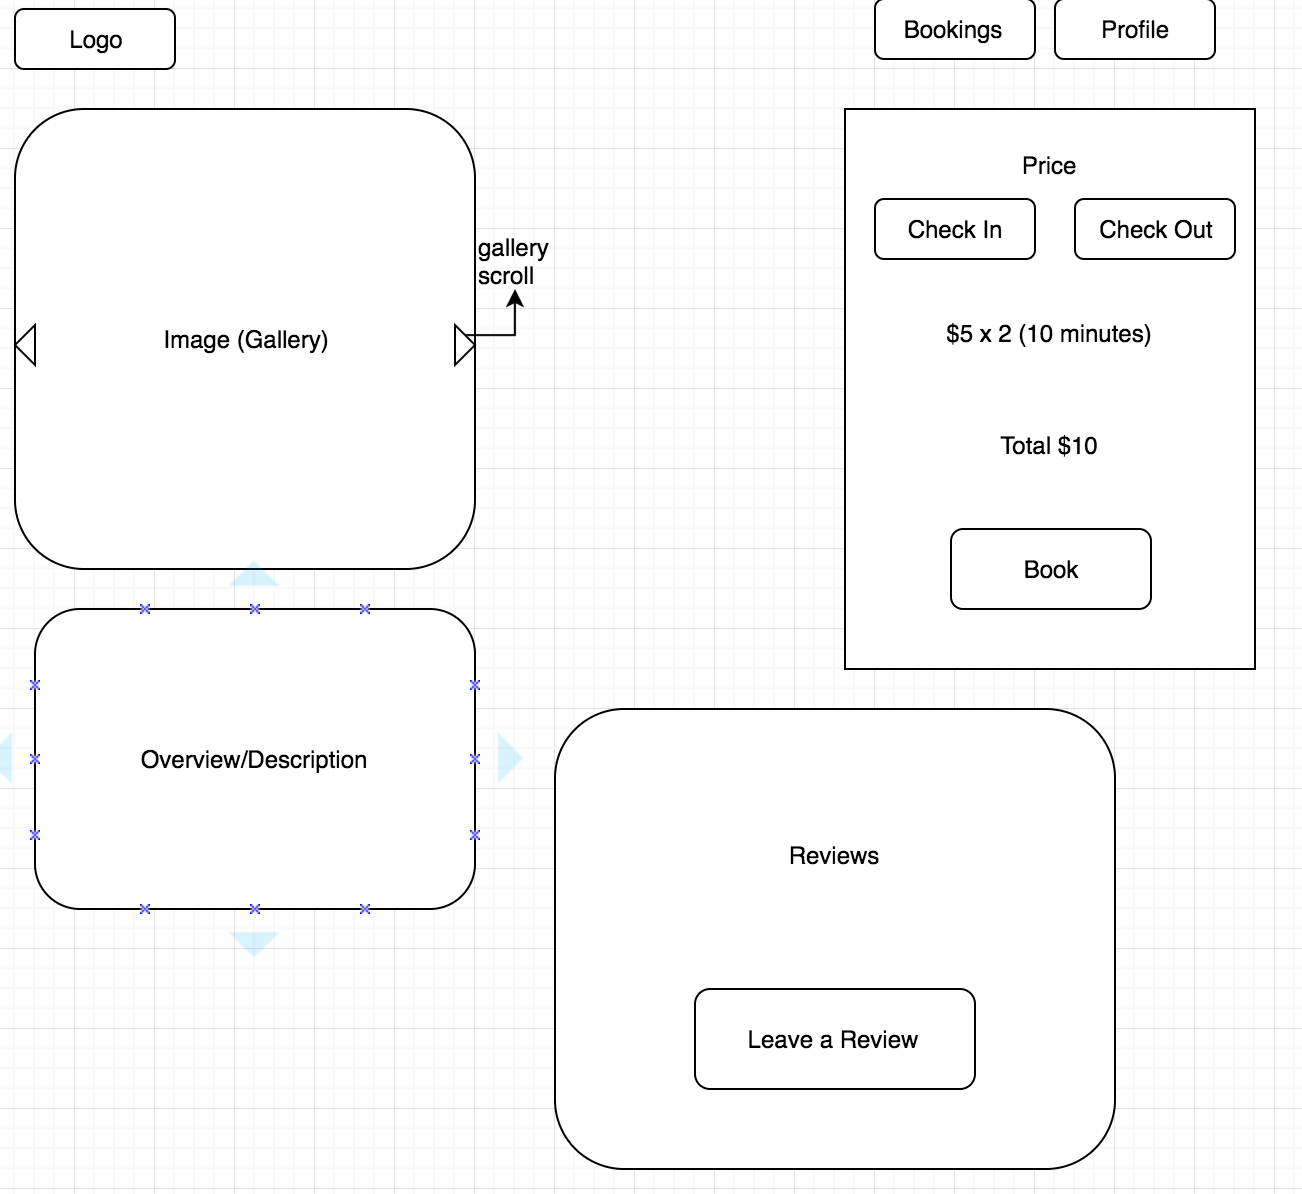 Logo
Bookings
Profile
Price
Check In
Check Out
gallery
scroll
Image (Gallery)
$5 x 2 (10 minutes)
Total $10
Book
Overview/Description
Reviews
Leave a Review